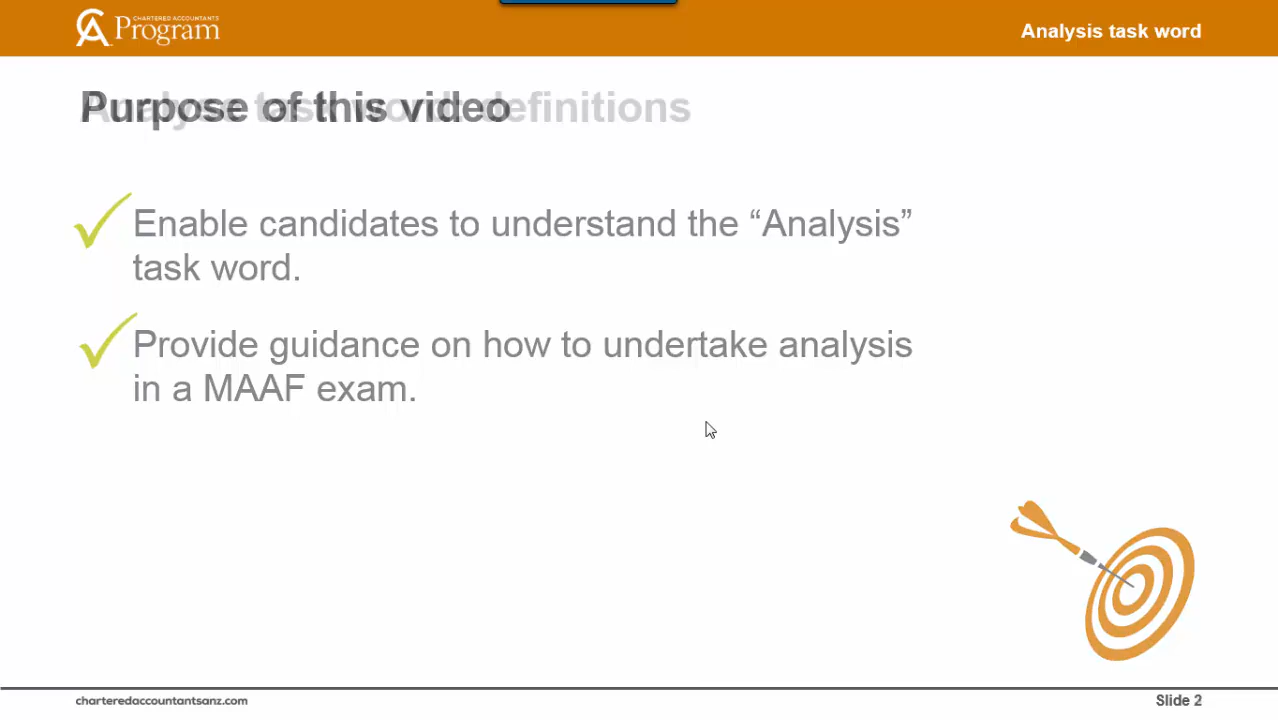 CHARTERED ACCOUNTANTS
Program
Analysis task word
Purpose of this video
Analysis task word definitions
Enable candidates to understand the “Analysis”
task word.
Provide guidance on how to undertake analysis
in a MAAF exam.
charteredaccountantsanz.com
Slide 2